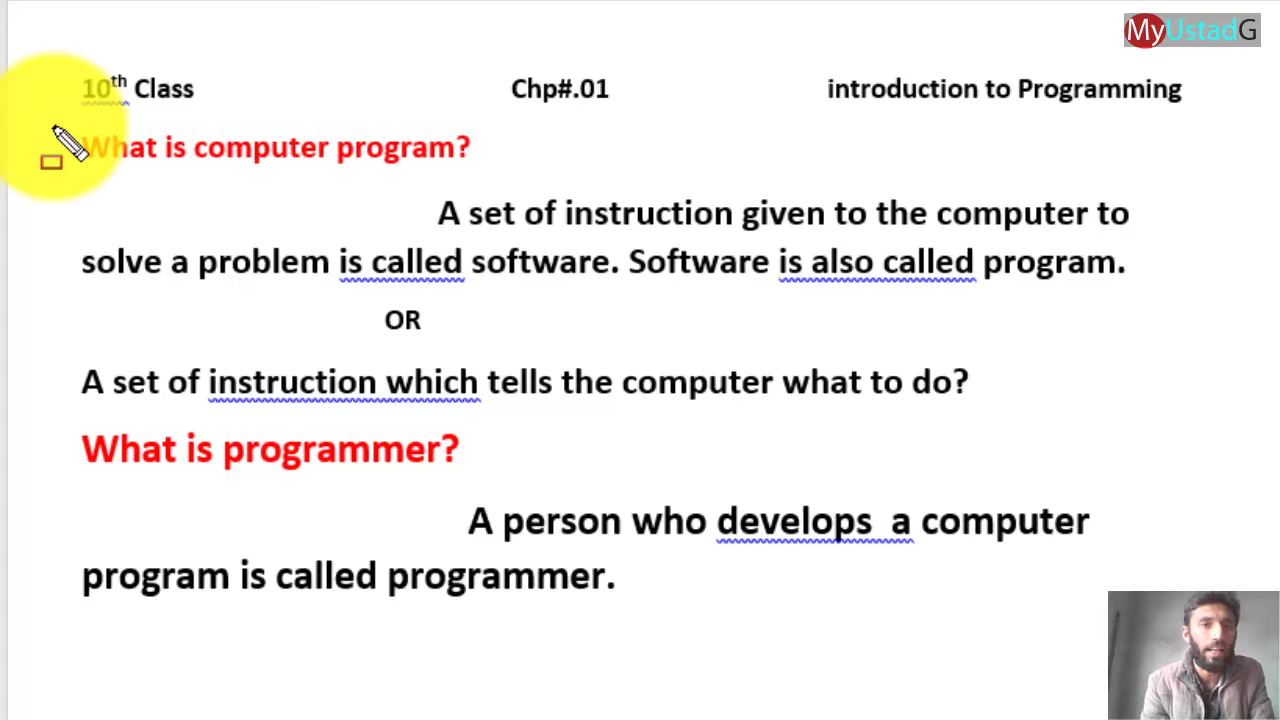 MyUstadG
10th Class Chp#.01 introduction to Programming
What is computer program?
A set of instruction given to the computer to
solve a problem is called software. Software is also called program.
OR
A set of instruction which tells the computer what to do?
What is programmer?
A person who develops a computer
program is called programmer.